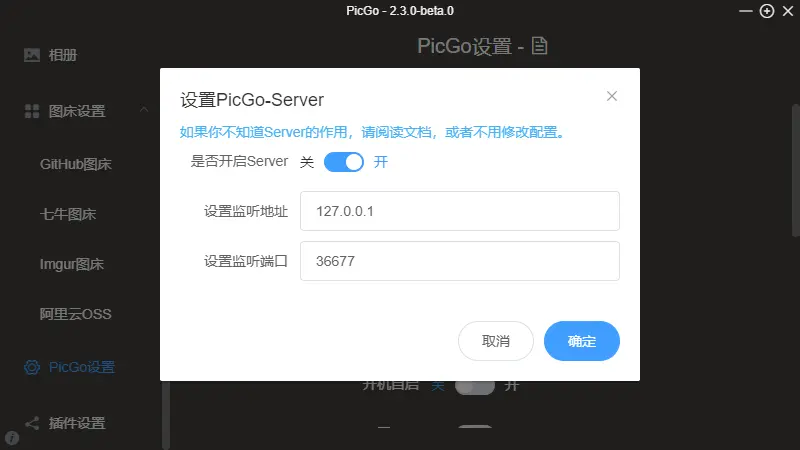 PicGo - 2.3.0-beta.0
相册
图床设置
GitHub图床
七牛图床
Imgur图床
阿里云OSS
PicGo设置
插件设置
PicGo设置 -
设置PicGo-Server
如果你不知道Server的作用，请阅读文档，或者不用修改配置。
是否开启Server 关 开
设置监听地址 127.0.0.1
设置监听端口 36677
取消 确定
开机自启 关 开